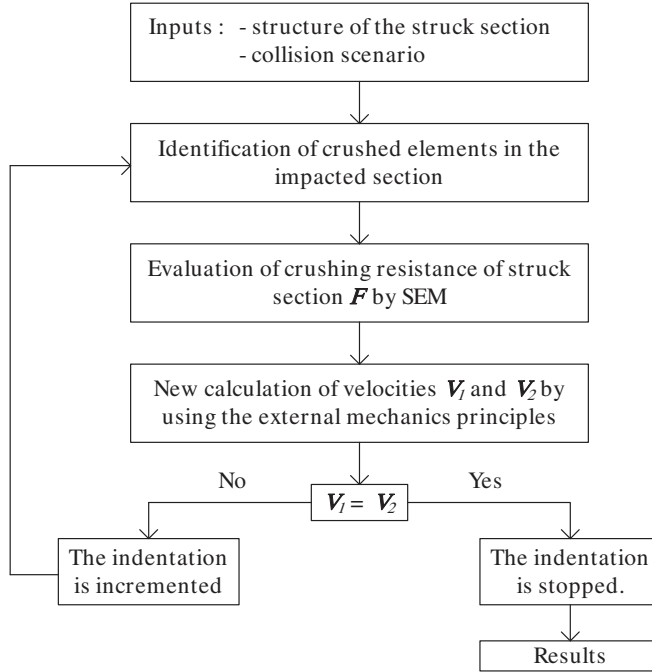 Inputs : - structure of the struck section
- collision scenario
Identification of crushed elements in the
impacted section
Evaluation of crushing resistance of struck
section F by SEM
New calculation of velocities V1 and V2 by
using the external mechanics principles
No
V1 = V2
Yes
The indentation
is incremented
The indentation
is stopped.
Results